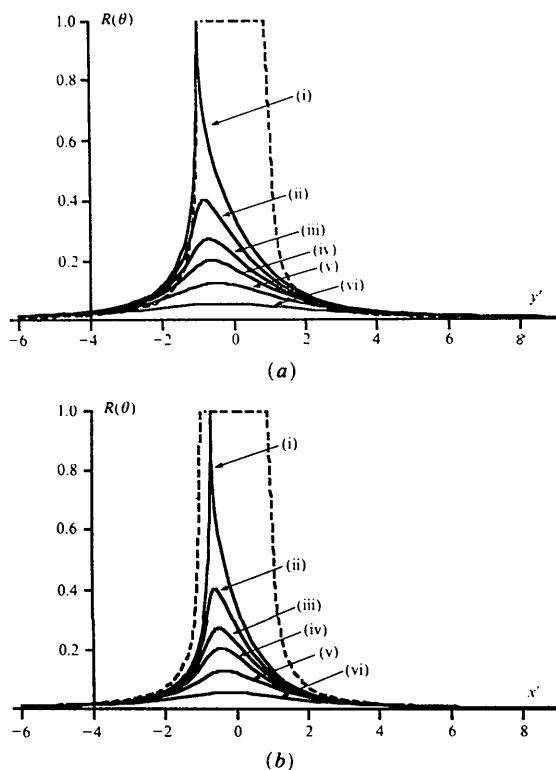 R(θ)
1.0
0.8
0.6
0.4
0.2
(i)
(ii)
(iii)
(iv)
(v)
(vi)
y′
−6 −4 −2 0 2 4 6 8
(a)
R(θ)
1.0
0.8
0.6
0.4
0.2
(i)
(ii)
(iii)
(iv)
(v)
(vi)
x′
−6 −4 −2 0 2 4 6 8
(b)